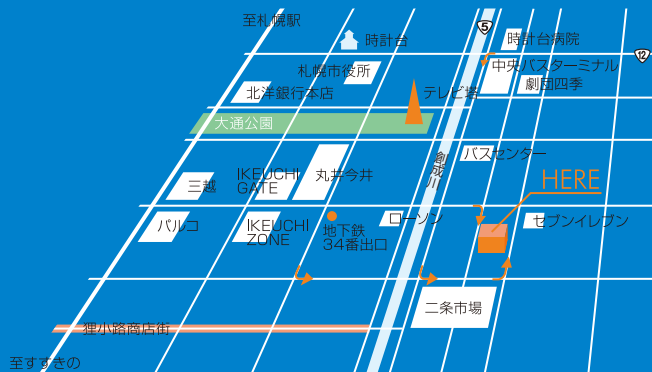 至札幌駅
時計台
5
時計台病院
12
札幌市役所
中央バスターミナル
劇団四季
北洋銀行本店
テレビ塔
大通公園
創成川
バスセンター
三越
IKEUCHI
GATE
丸井今井
HERE
パルコ
IKEUCHI
ZONE
地下鉄
34番出口
ローソン
セブンイレブン
二条市場
狸小路商店街
至すすきの